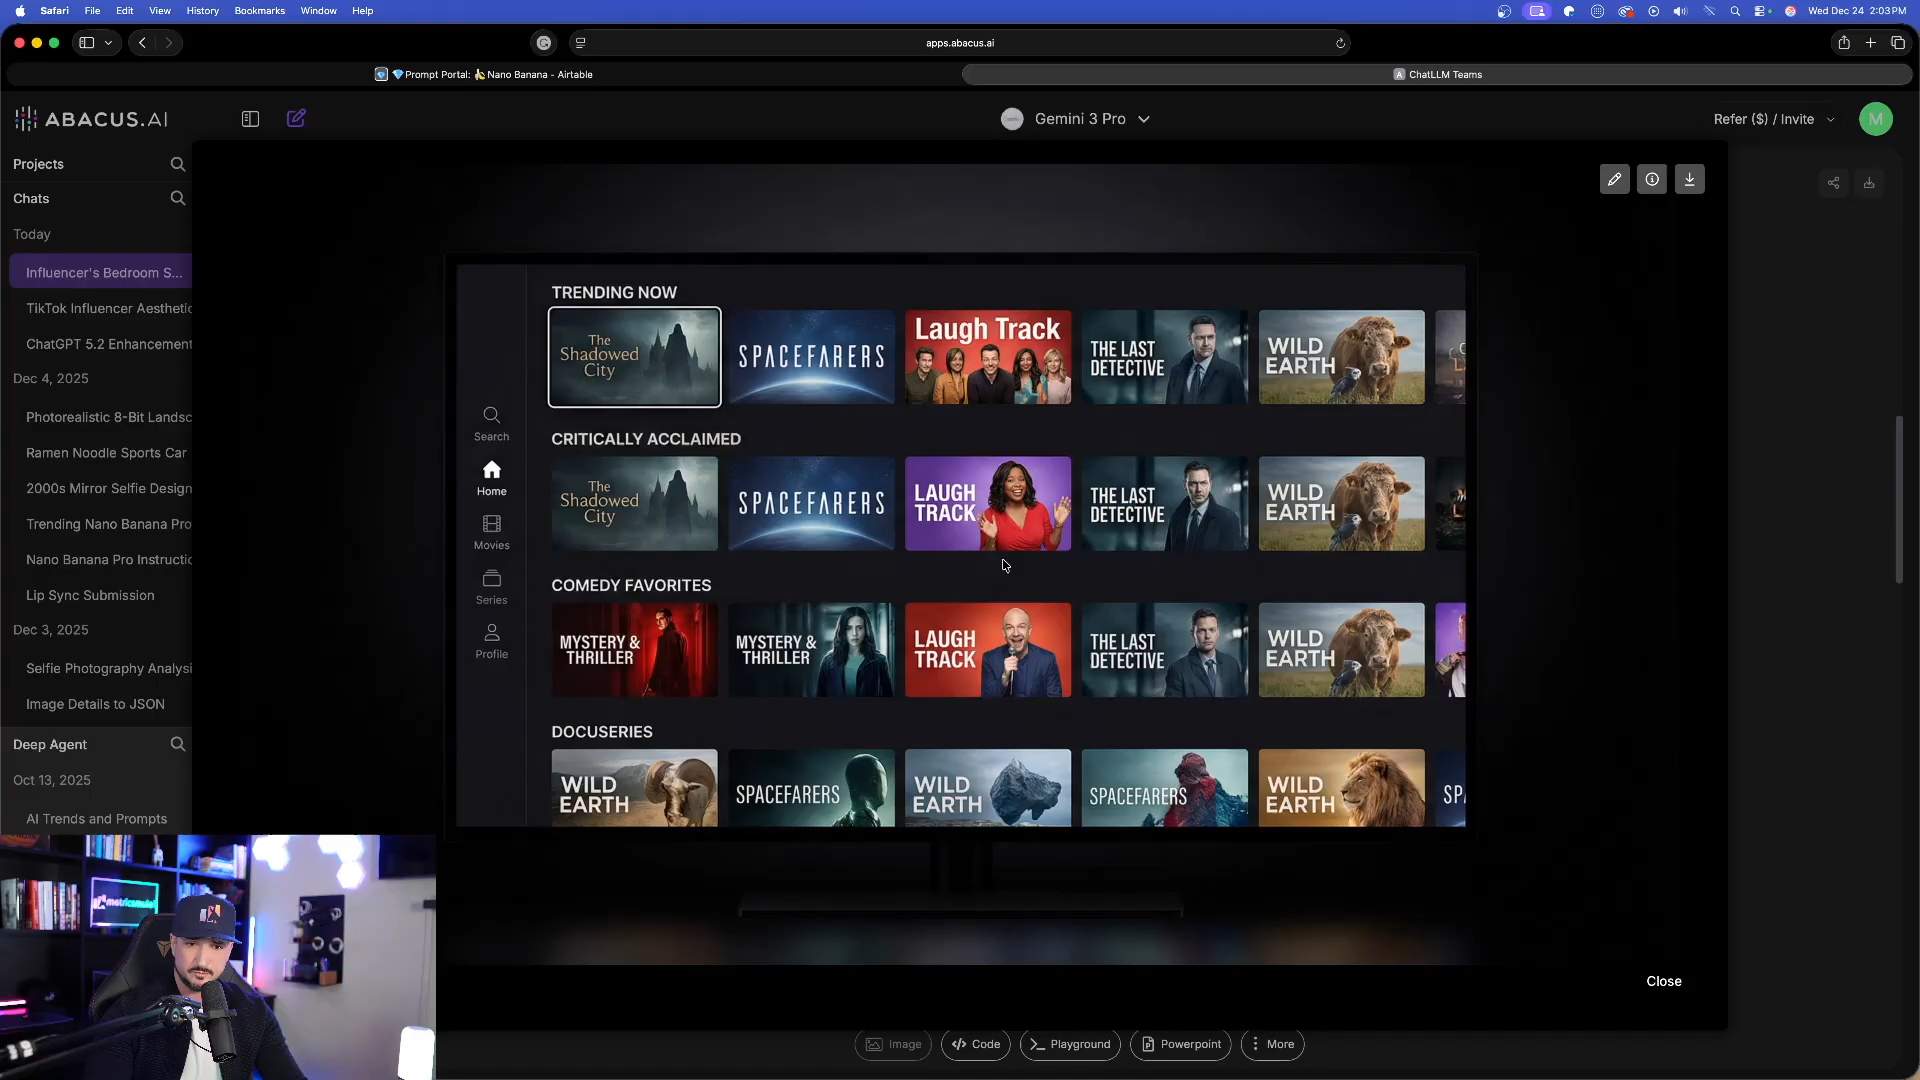 Safari File Edit View History Bookmarks Window Help
Wed Dec 24 2:03 PM
apps.abacus.ai
💎Prompt Portal: 🍌Nano Banana - Airtable
A ChatLLM Teams
ABACUS.AI
Gemini 3 Pro
Refer ($) / Invite
M
Projects
Chats
Today
Influencer's Bedroom S...
TikTok Influencer Aesthetic
ChatGPT 5.2 Enhancement
Dec 4, 2025
Photorealistic 8-Bit Landsc
Ramen Noodle Sports Car
2000s Mirror Selfie Design
Trending Nano Banana Pro
Nano Banana Pro Instructio
Lip Sync Submission
Dec 3, 2025
Selfie Photography Analysi
Image Details to JSON
Deep Agent
Oct 13, 2025
AI Trends and Prompts
Search
Home
Movies
Series
Profile
TRENDING NOW
The Shadowed City
SPACEFARERS
Laugh Track
THE LAST DETECTIVE
WILD EARTH
CRITICALLY ACCLAIMED
The Shadowed City
SPACEFARERS
LAUGH TRACK
THE LAST DETECTIVE
WILD EARTH
COMEDY FAVORITES
MYSTERY & THRILLER
MYSTERY & THRILLER
LAUGH TRACK
THE LAST DETECTIVE
WILD EARTH
DOCUSERIES
WILD EARTH
SPACEFARERS
WILD EARTH
SPACEFARERS
WILD EARTH
SP
Close
Image
Code
Playground
Powerpoint
More
metricsmule